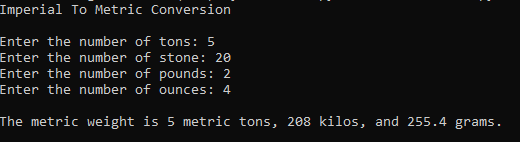 Imperial To Metric Conversion
Enter the number of tons: 5
Enter the number of stone: 20
Enter the number of pounds: 2
Enter the number of ounces: 4
The metric weight is 5 metric tons, 208 kilos, and 255.4 grams.